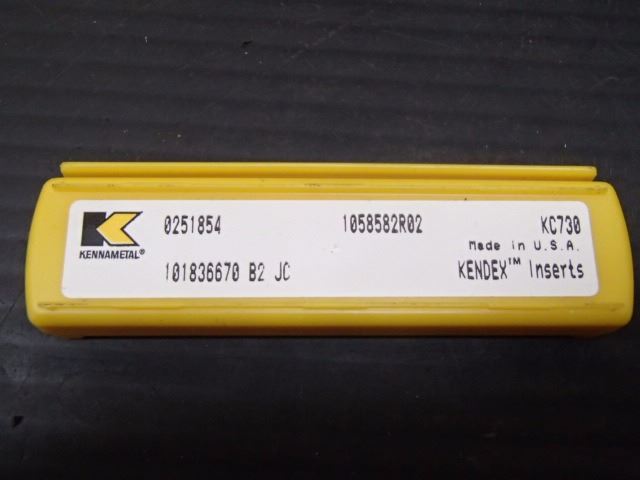 0251854 1058582R02 KC730
KENNAMETAL® Made in U.S.A.
101836670 B2 JC KENDEX™ Inserts